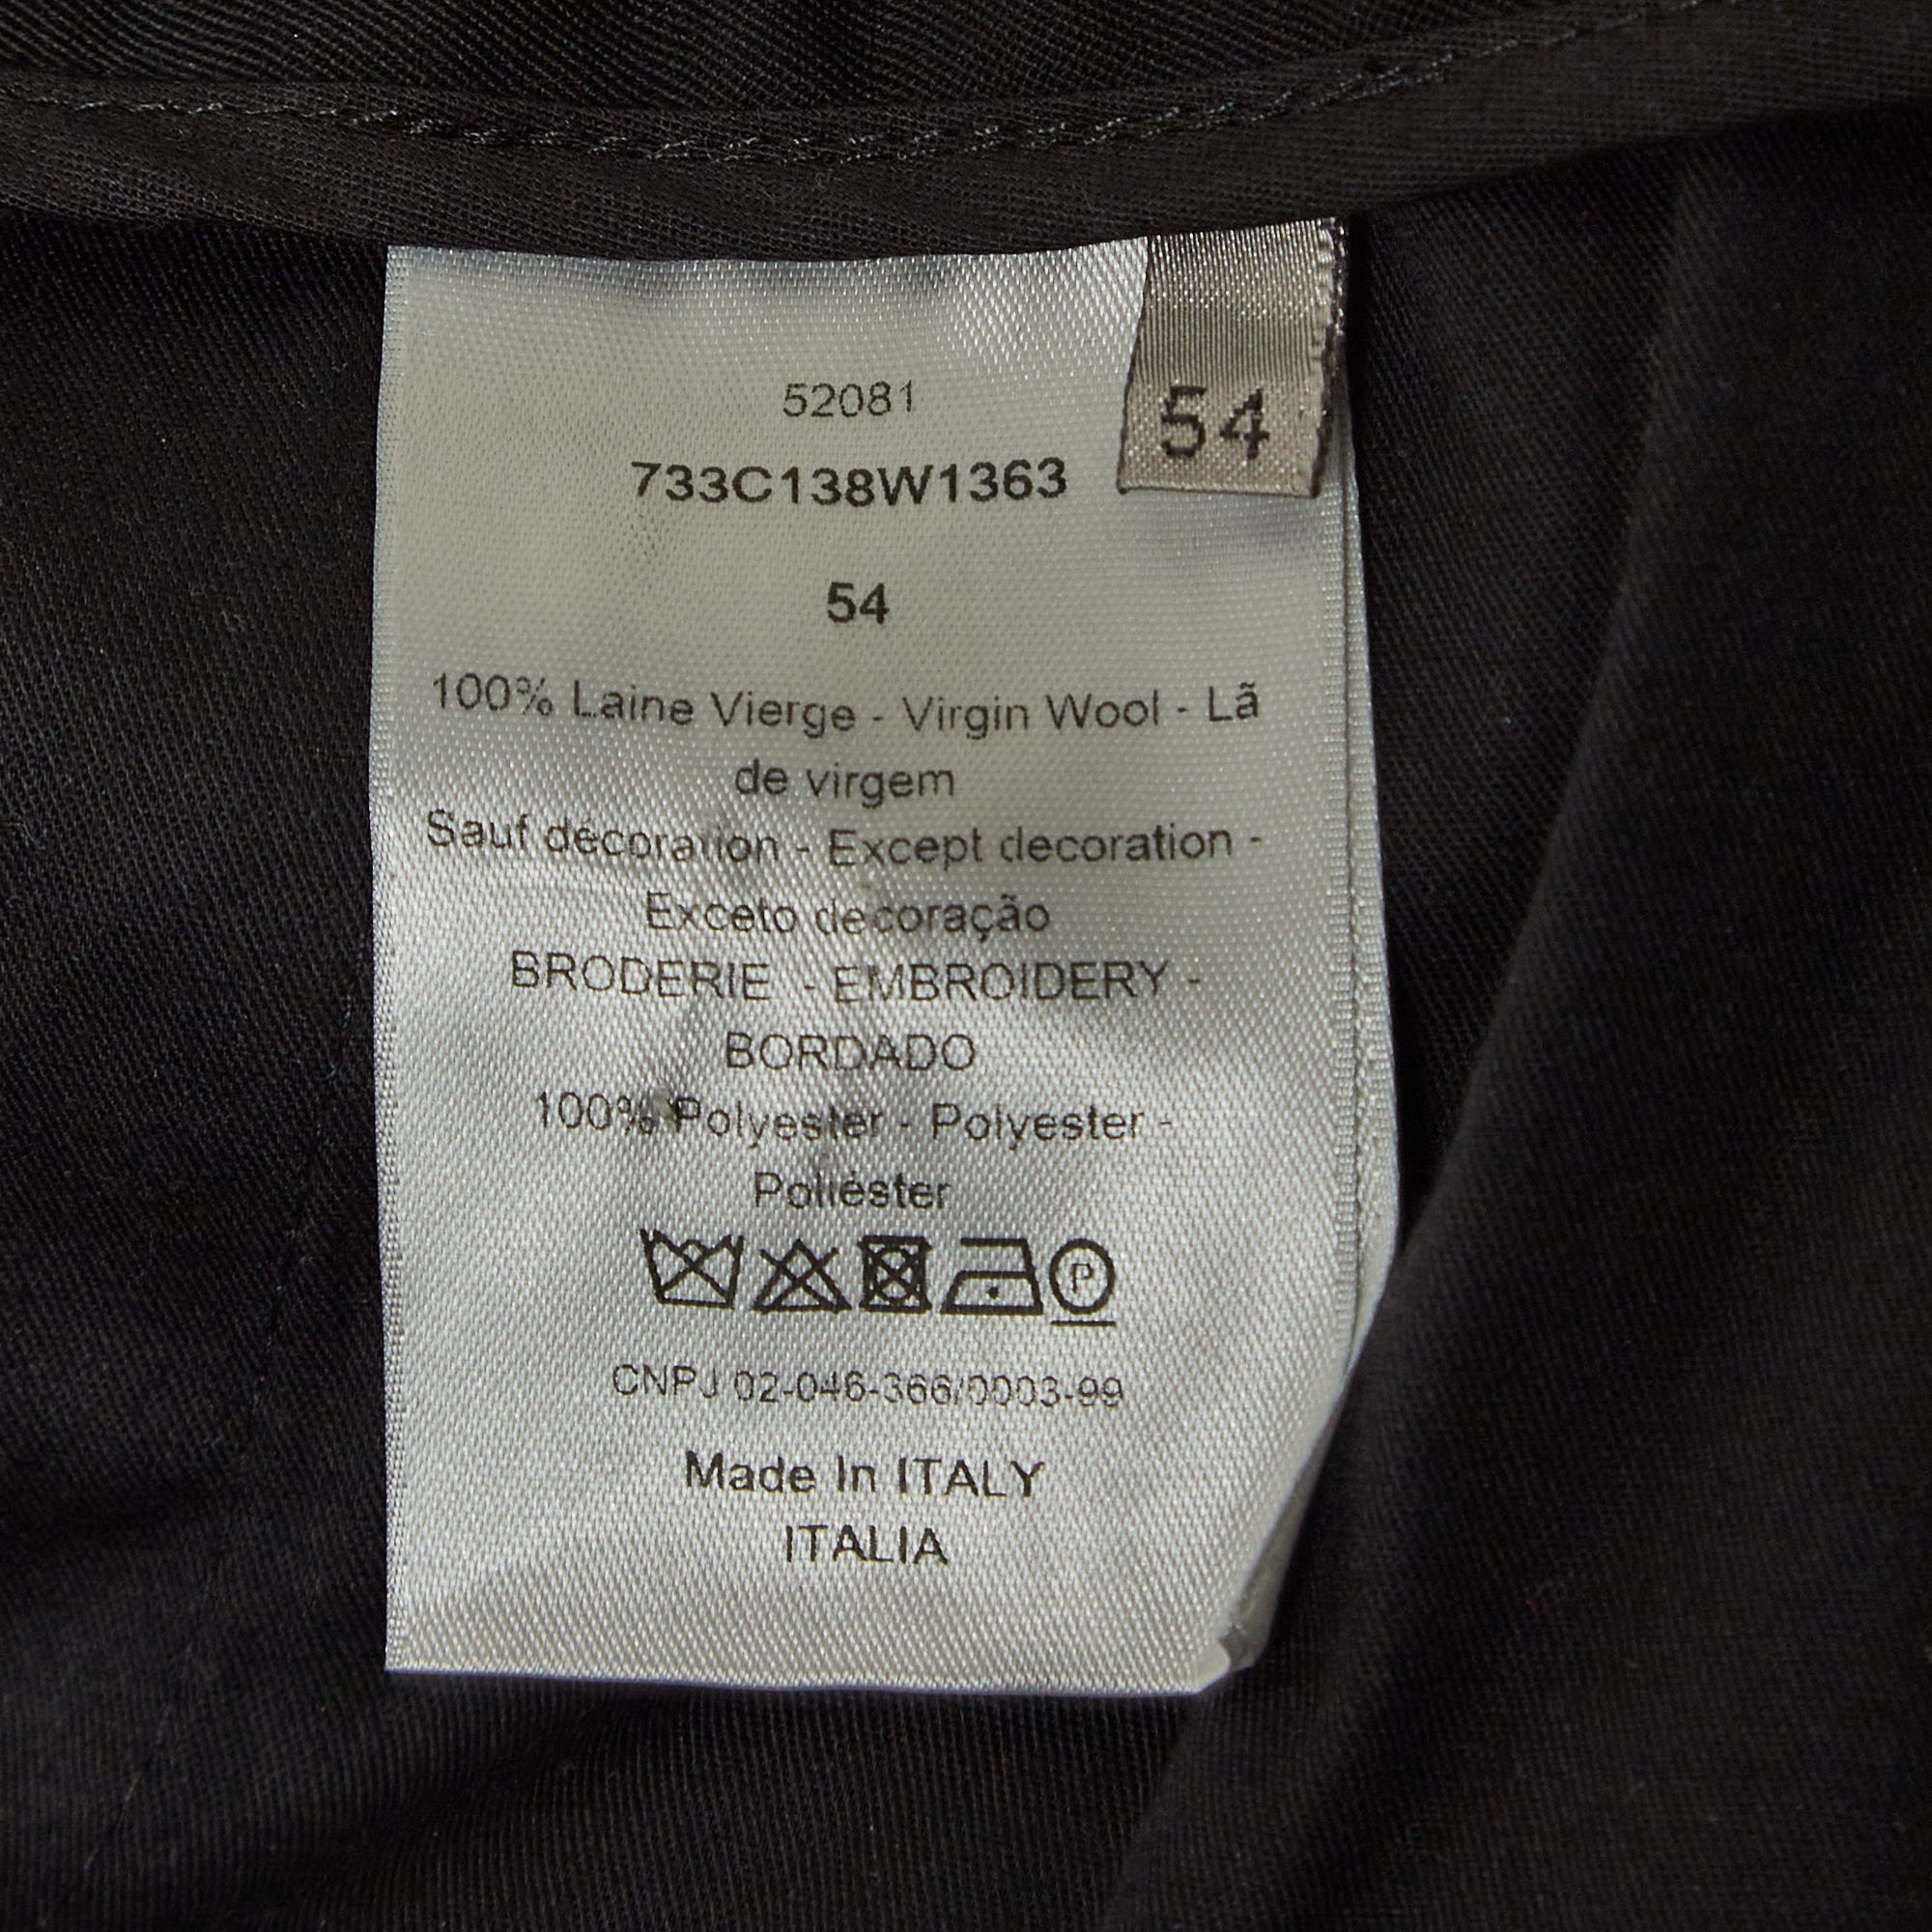 52081
54
733C138W1363
54
100% Laine Vierge - Virgin Wool - Lã
de virgem
Sauf décoration - Except decoration -
Exceto decoração
BRODERIE - EMBROIDERY -
BORDADO
100% Polyester - Polyester -
Poliéster
P
CNPJ 02-046-366/0003-99
Made In ITALY
ITALIA